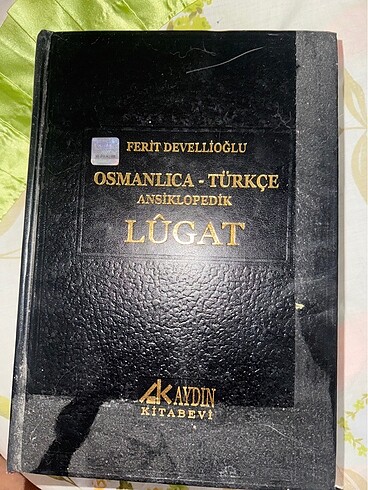 FERİT DEVELLİOĞLU
OSMANLICA - TÜRKÇE
ANSİKLOPEDİK
LÛGAT
AYDIN
KİTABEVİ